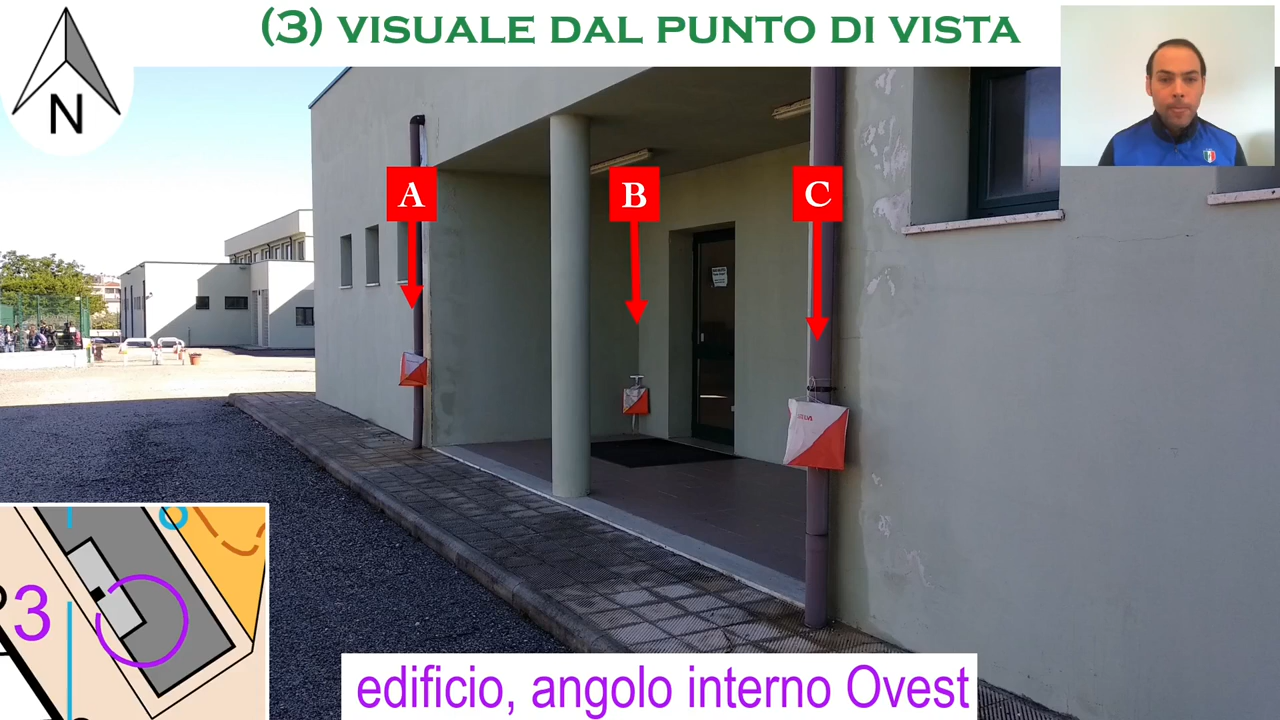 (3) VISUALE DAL PUNTO DI VISTA
N
A
B
C
3
edificio, angolo interno Ovest